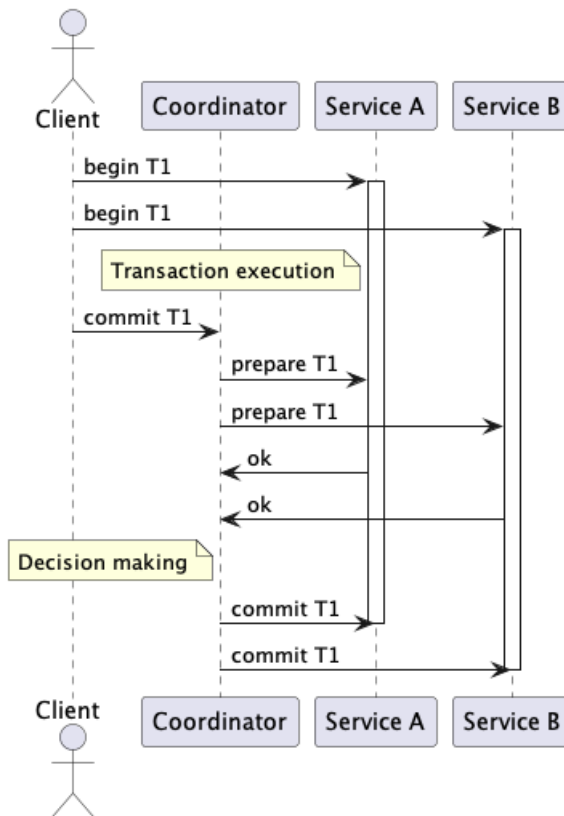 Client
Coordinator
Service A
Service B
begin T1
begin T1
Transaction execution
commit T1
prepare T1
prepare T1
ok
ok
Decision making
commit T1
commit T1
Client
Coordinator
Service A
Service B